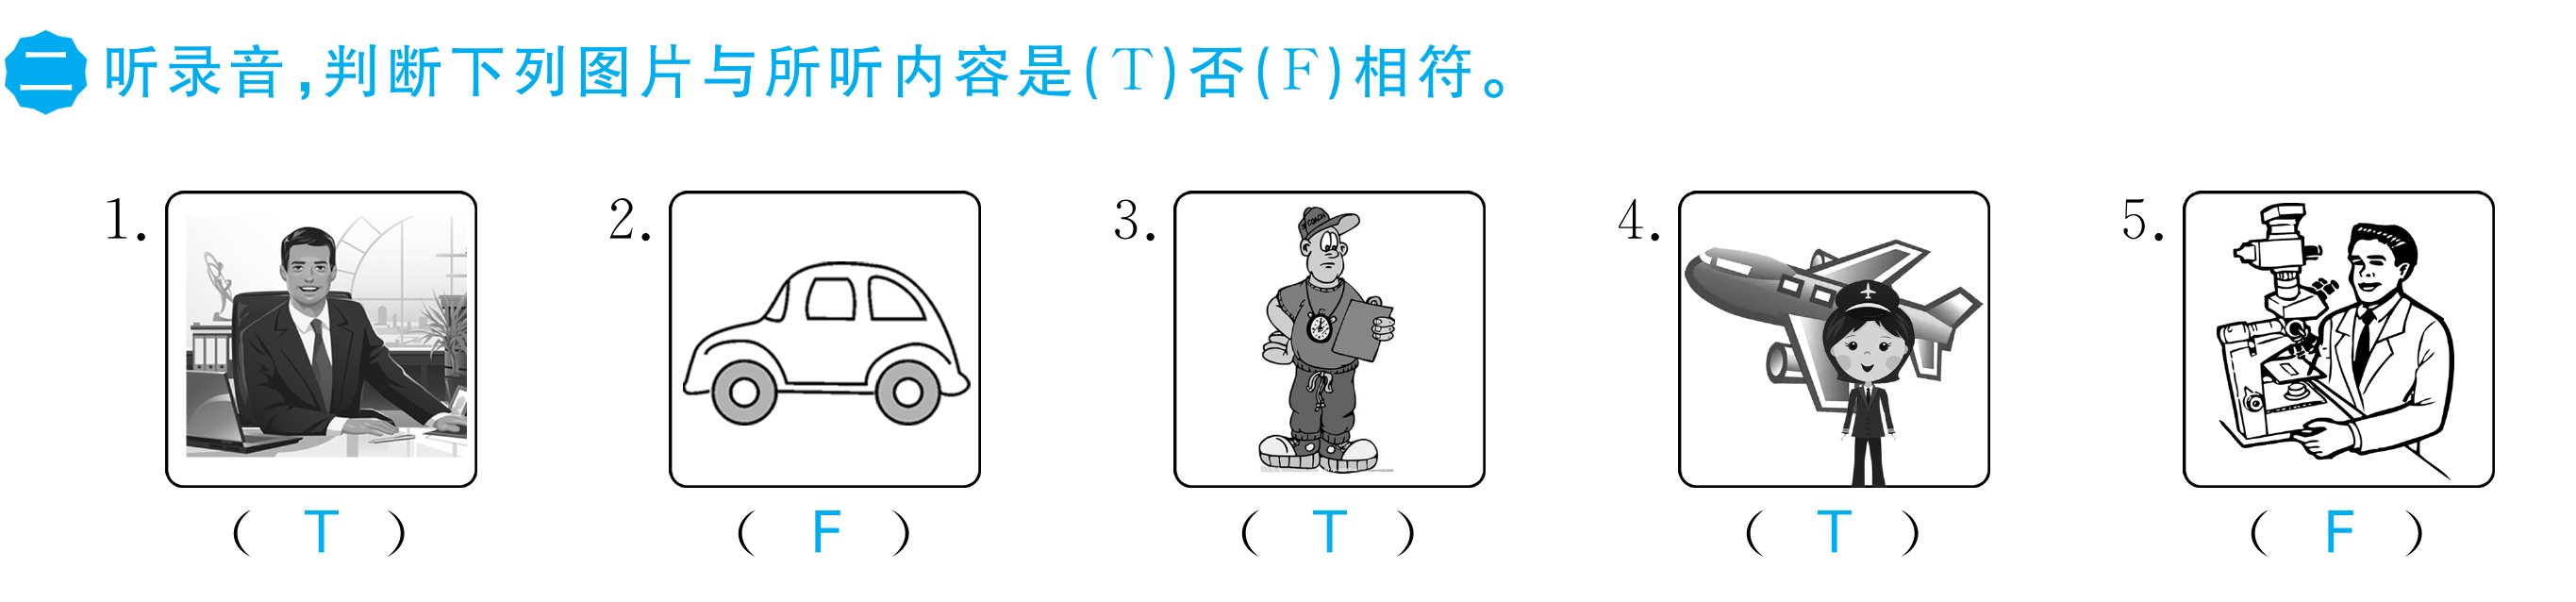 二 听录音,判断下列图片与所听内容是(T)否(F)相符。
1. 2. 3. 4. 5.
COACH
( T ) ( F ) ( T ) ( T ) ( F )